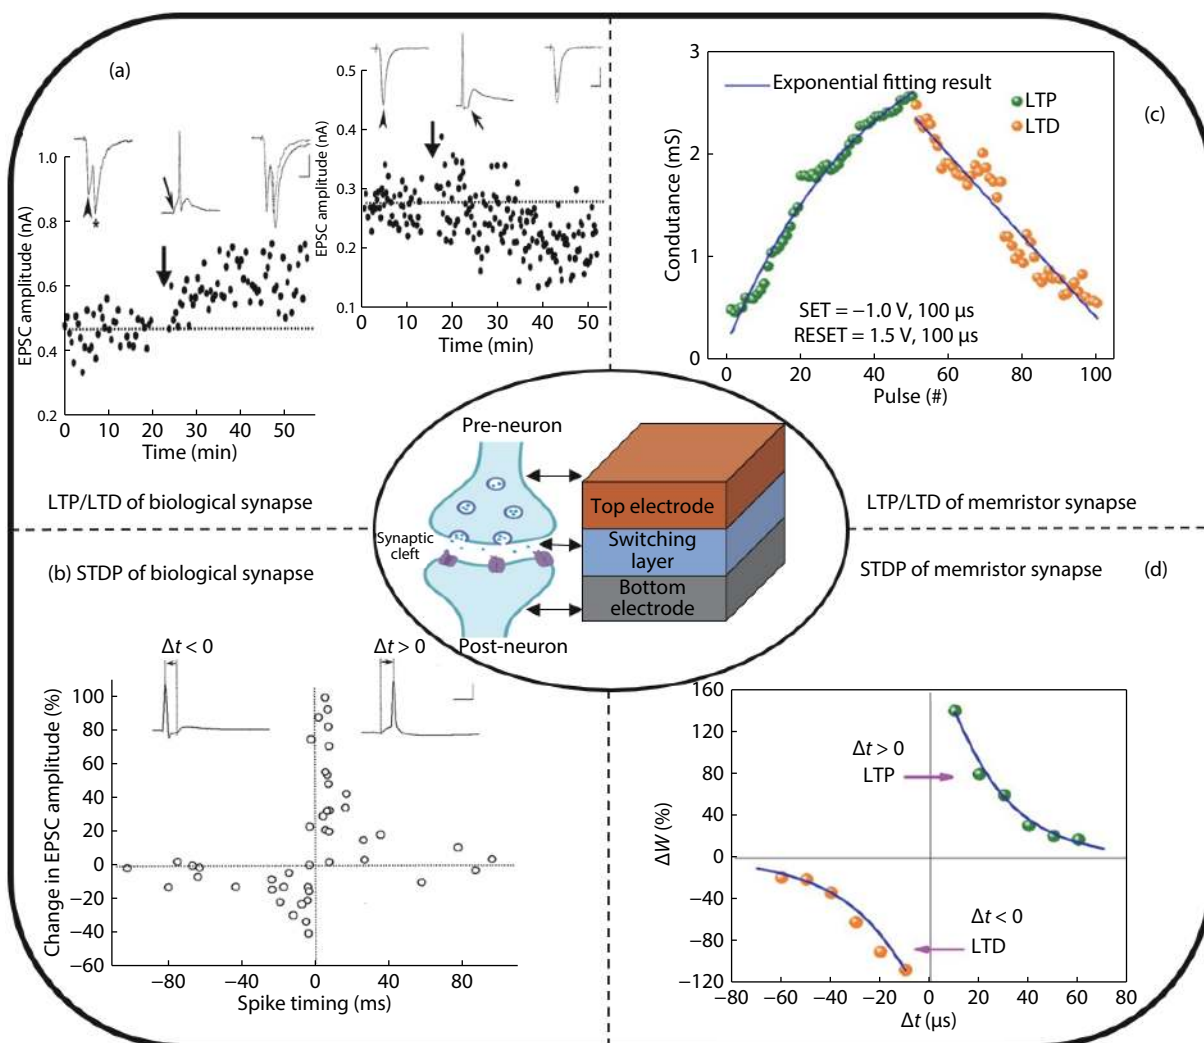 (a)
EPSC amplitude (nA)
1.0
0.8
0.6
0.4
0.2
*
0 10 20 30 40 50
Time (min)
EPSC amplitude (nA)
0.5
0.4
0.3
0.2
0.1
0 10 20 30 40 50
Time (min)
LTP/LTD of biological synapse
(c)
Condutance (mS)
3
2
1
0
Exponential fitting result
LTP
LTD
SET = −1.0 V, 100 μs
RESET = 1.5 V, 100 μs
0 20 40 60 80 100
Pulse (#)
LTP/LTD of memristor synapse
Pre-neuron
Synaptic
cleft
Post-neuron
Top electrode
Switching
layer
Bottom
electrode
(b) STDP of biological synapse
Δt < 0
Δt > 0
Change in EPSC amplitude (%)
100
80
60
40
20
0
−20
−40
−60
−80 −40 0 40 80
Spike timing (ms)
STDP of memristor synapse (d)
ΔW (%)
160
120
80
40
0
−40
−80
−120
Δt > 0
LTP
Δt < 0
LTD
−80 −60 −40 −20 0 20 40 60 80
Δt (μs)